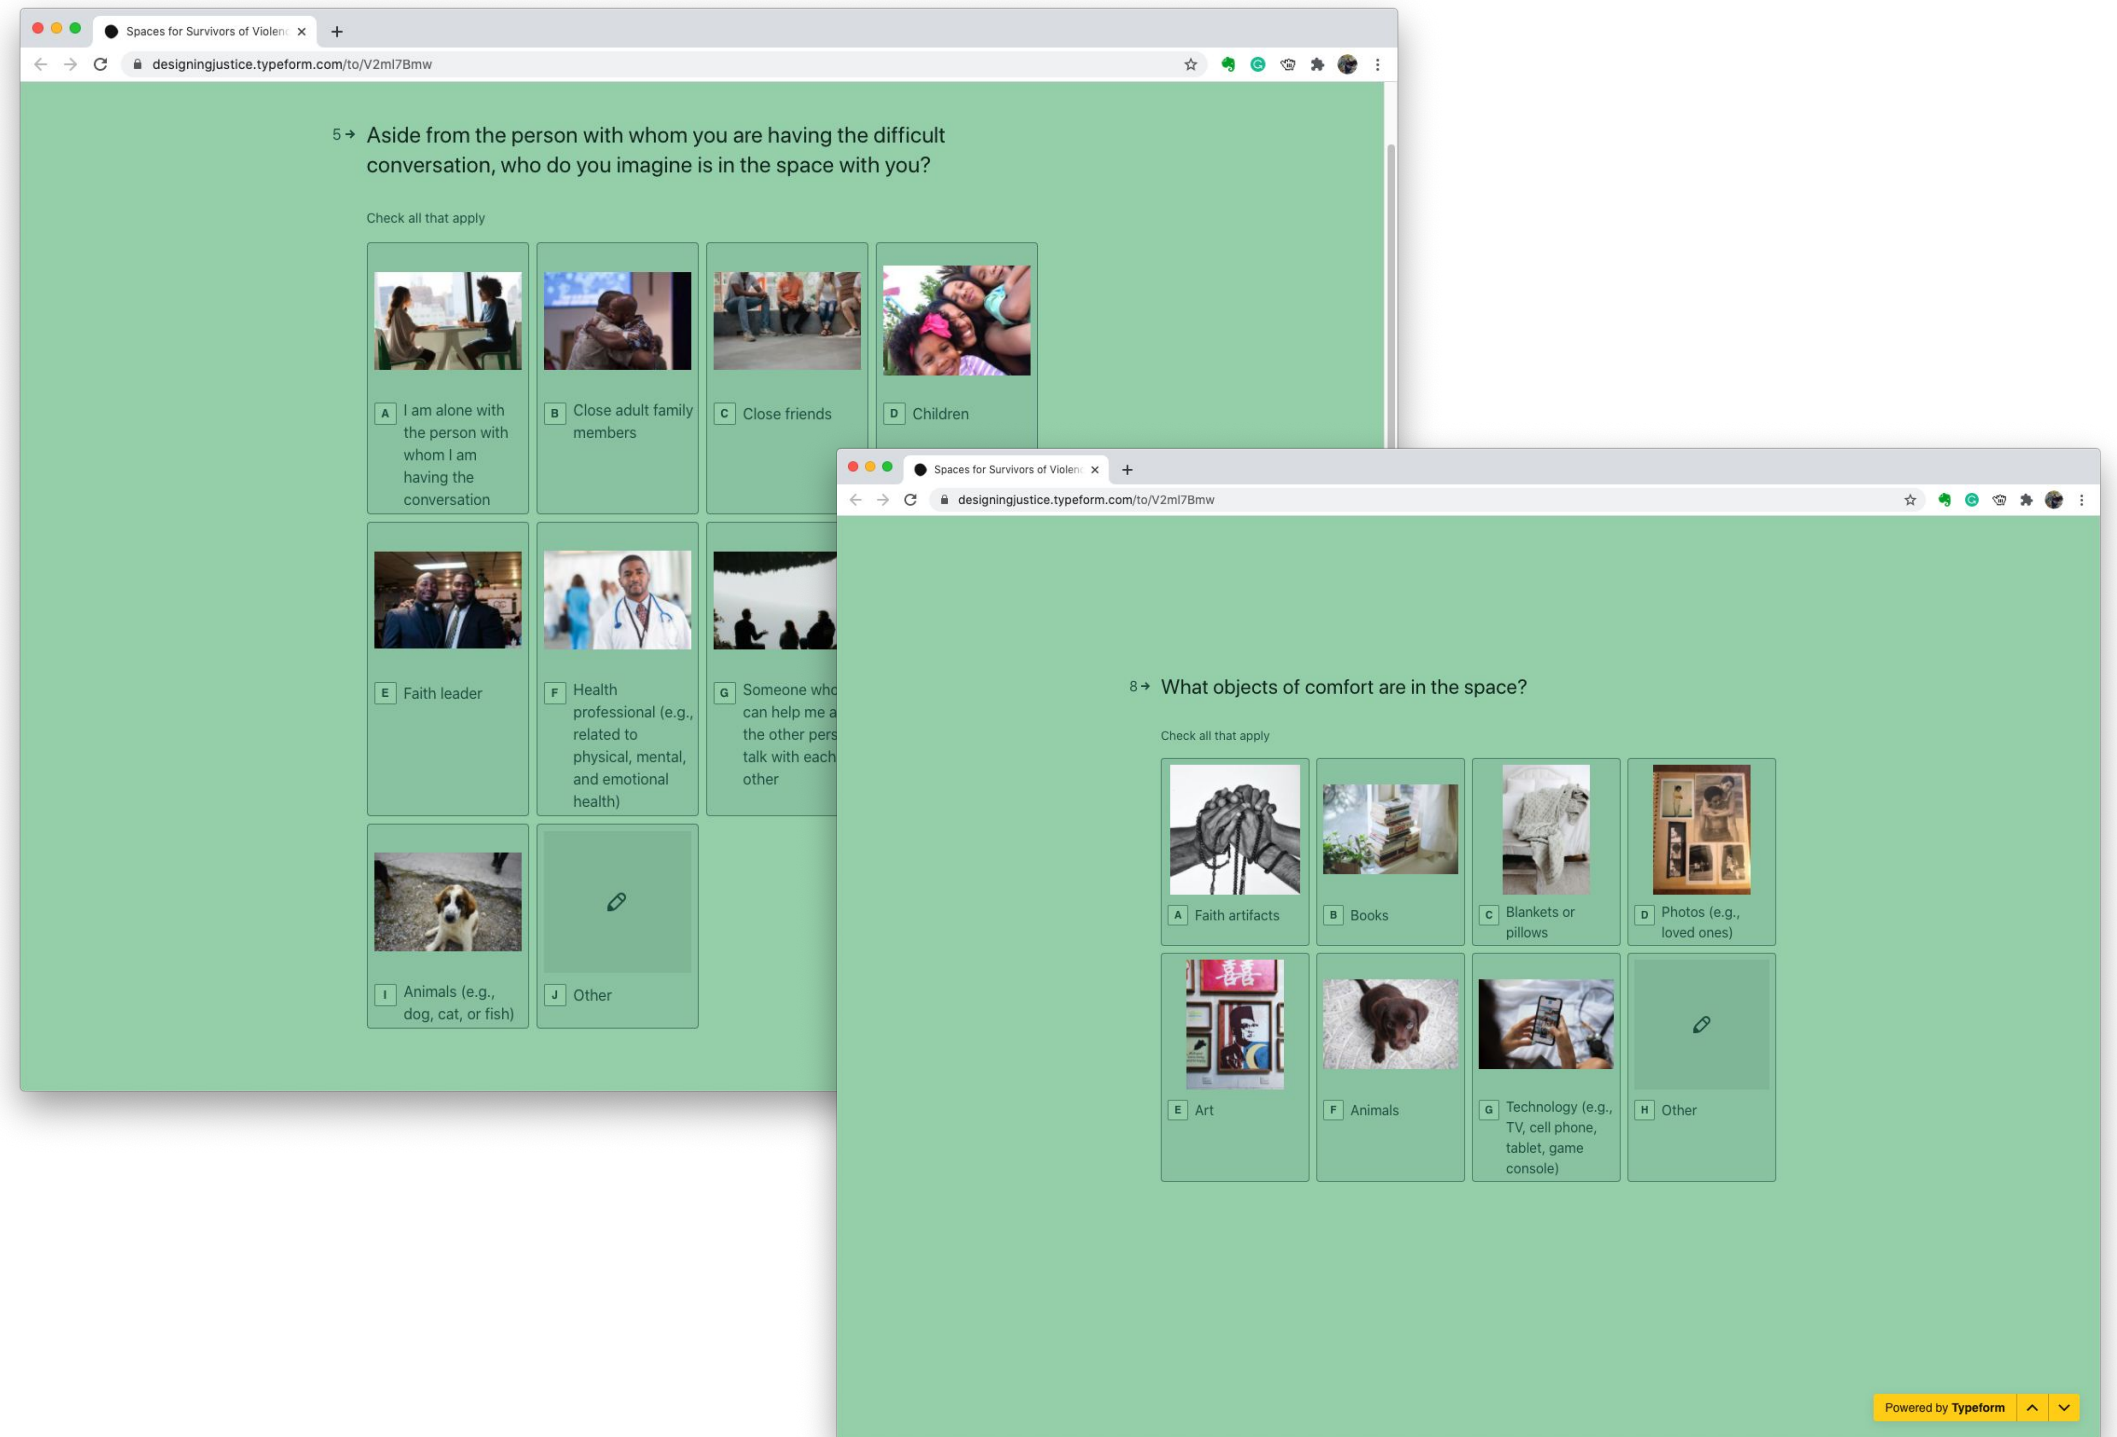 Spaces for Survivors of Violenc
designingjustice.typeform.com/to/V2ml7Bmw
5 Aside from the person with whom you are having the difficult
conversation, who do you imagine is in the space with you?
Check all that apply
A I am alone with
the person with
whom I am
having the
conversation
B Close adult family
members
C Close friends
D Children
E Faith leader
F Health
professional (e.g.,
related to
physical, mental,
and emotional
health)
G Someone who
can help me a
the other pers
talk with each
other
I Animals (e.g.,
dog, cat, or fish)
J Other
Spaces for Survivors of Violenc
designingjustice.typeform.com/to/V2ml7Bmw
8 What objects of comfort are in the space?
Check all that apply
A Faith artifacts
B Books
C Blankets or
pillows
D Photos (e.g.,
loved ones)
E Art
F Animals
G Technology (e.g.,
TV, cell phone,
tablet, game
console)
H Other
Powered by Typeform